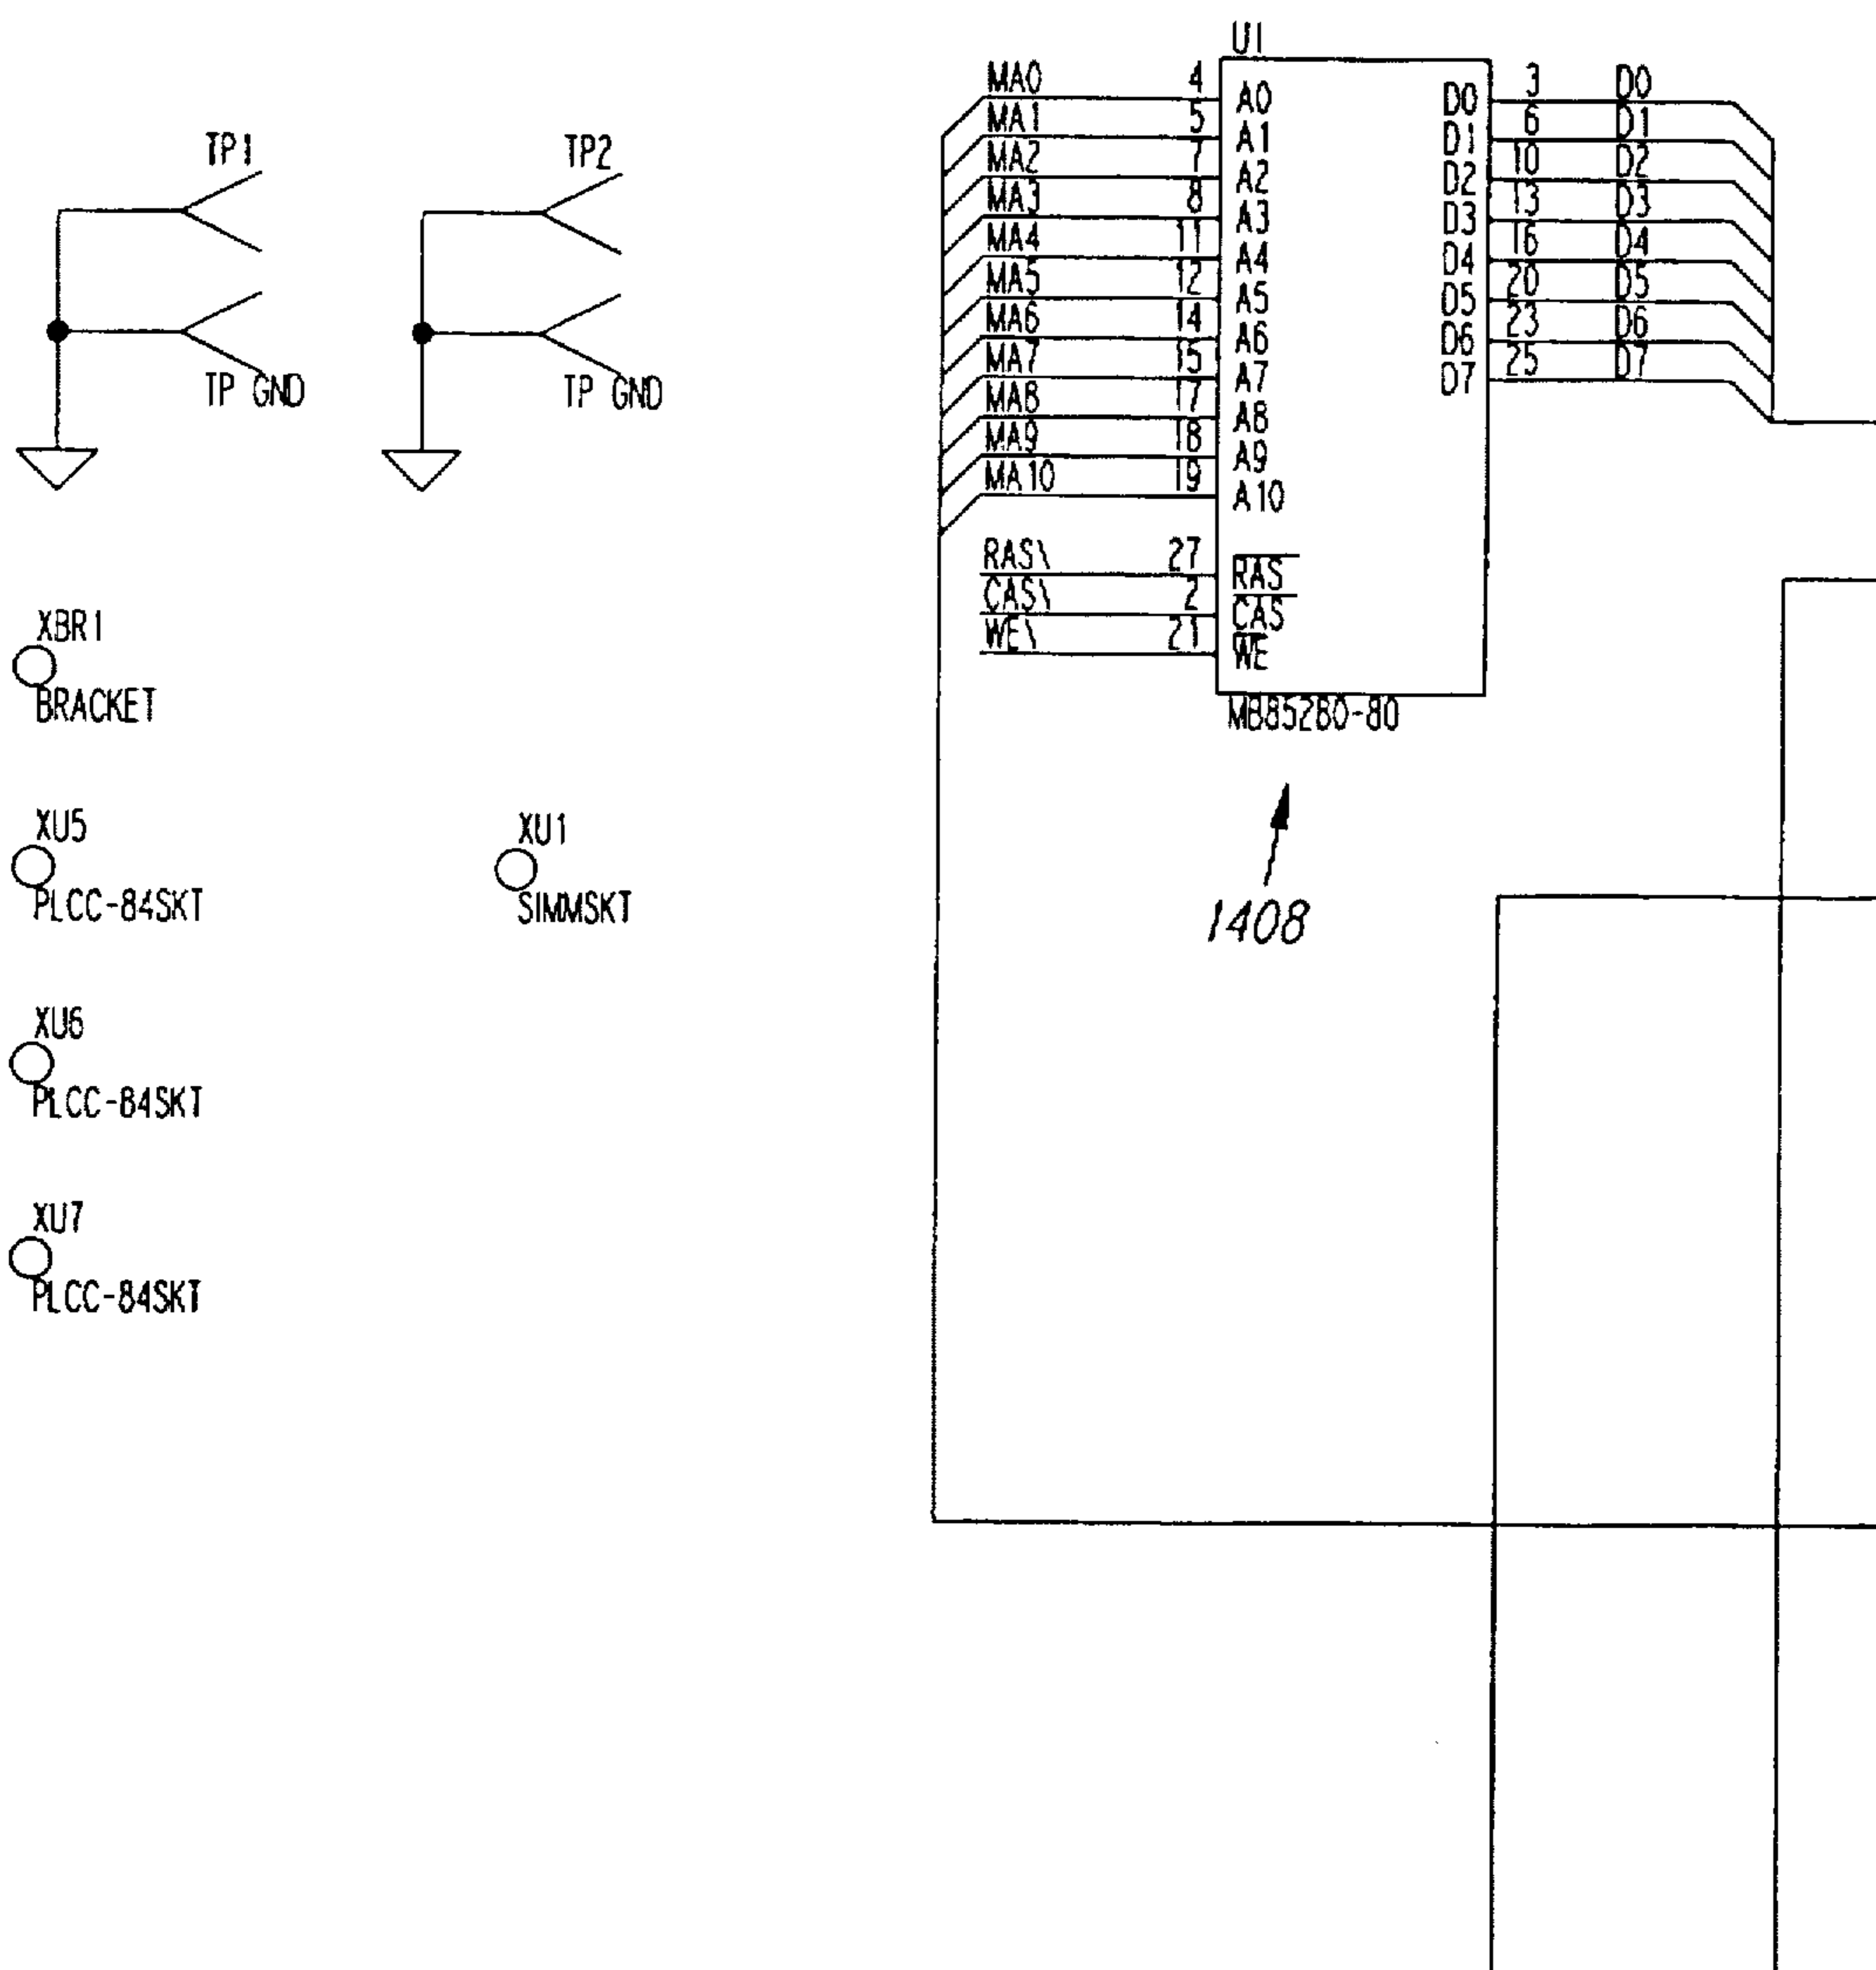 TP1
TP GND
TP2
TP GND
XBR1
BRACKET
XU5
PLCC-84SKT
XU1
SIMMSKT
XU6
PLCC-84SKT
XU7
PLCC-84SKT
U1
MA0 4 A0 D0 3 D0
MA1 5 A1 D1 6 D1
MA2 7 A2 D2 10 D2
MA3 8 A3 D3 13 D3
MA4 11 A4 D4 16 D4
MA5 12 A5 D5 20 D5
MA6 14 A6 D6 23 D6
MA7 15 A7 D7 25 D7
MA8 17 A8
MA9 18 A9
MA10 19 A10
RAS\ 27 RAS
CAS\ 2 CAS
WE\ 21 WE
MB85280-80
1408